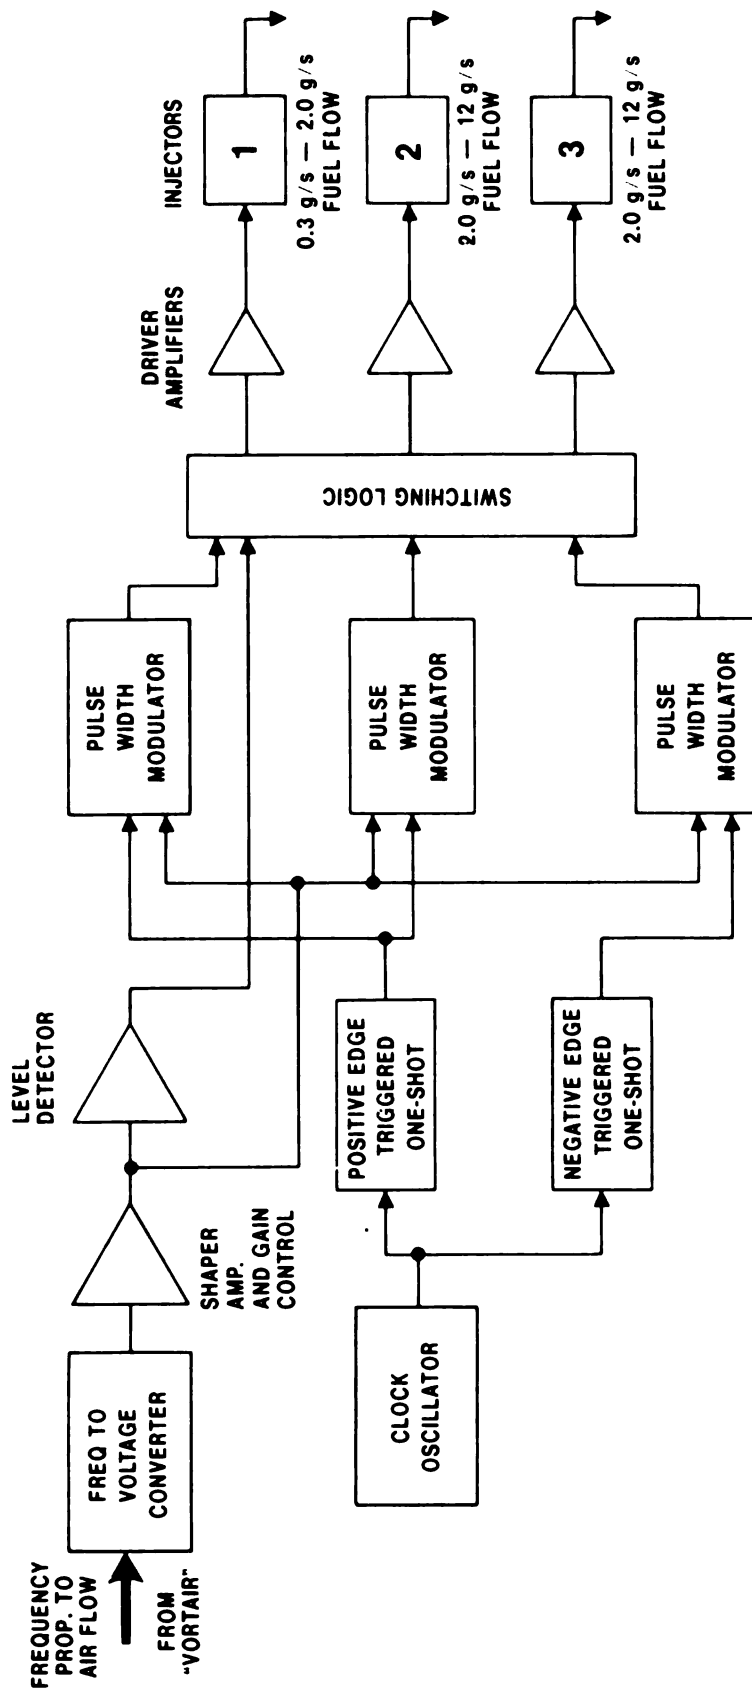 FREQUENCY
PROP. TO
AIR FLOW
FROM
"VORTAIR"
FREQ TO
VOLTAGE
CONVERTER
SHAPER
AMP.
AND GAIN
CONTROL
LEVEL
DETECTOR
CLOCK
OSCILLATOR
POSITIVE EDGE
TRIGGERED
ONE-SHOT
NEGATIVE EDGE
TRIGGERED
ONE-SHOT
PULSE
WIDTH
MODULATOR
PULSE
WIDTH
MODULATOR
PULSE
WIDTH
MODULATOR
SWITCHING LOGIC
DRIVER
AMPLIFIERS
INJECTORS
1
0.3 g/s — 2.0 g/s
FUEL FLOW
2
2.0 g/s — 12 g/s
FUEL FLOW
3
2.0 g/s — 12 g/s
FUEL FLOW